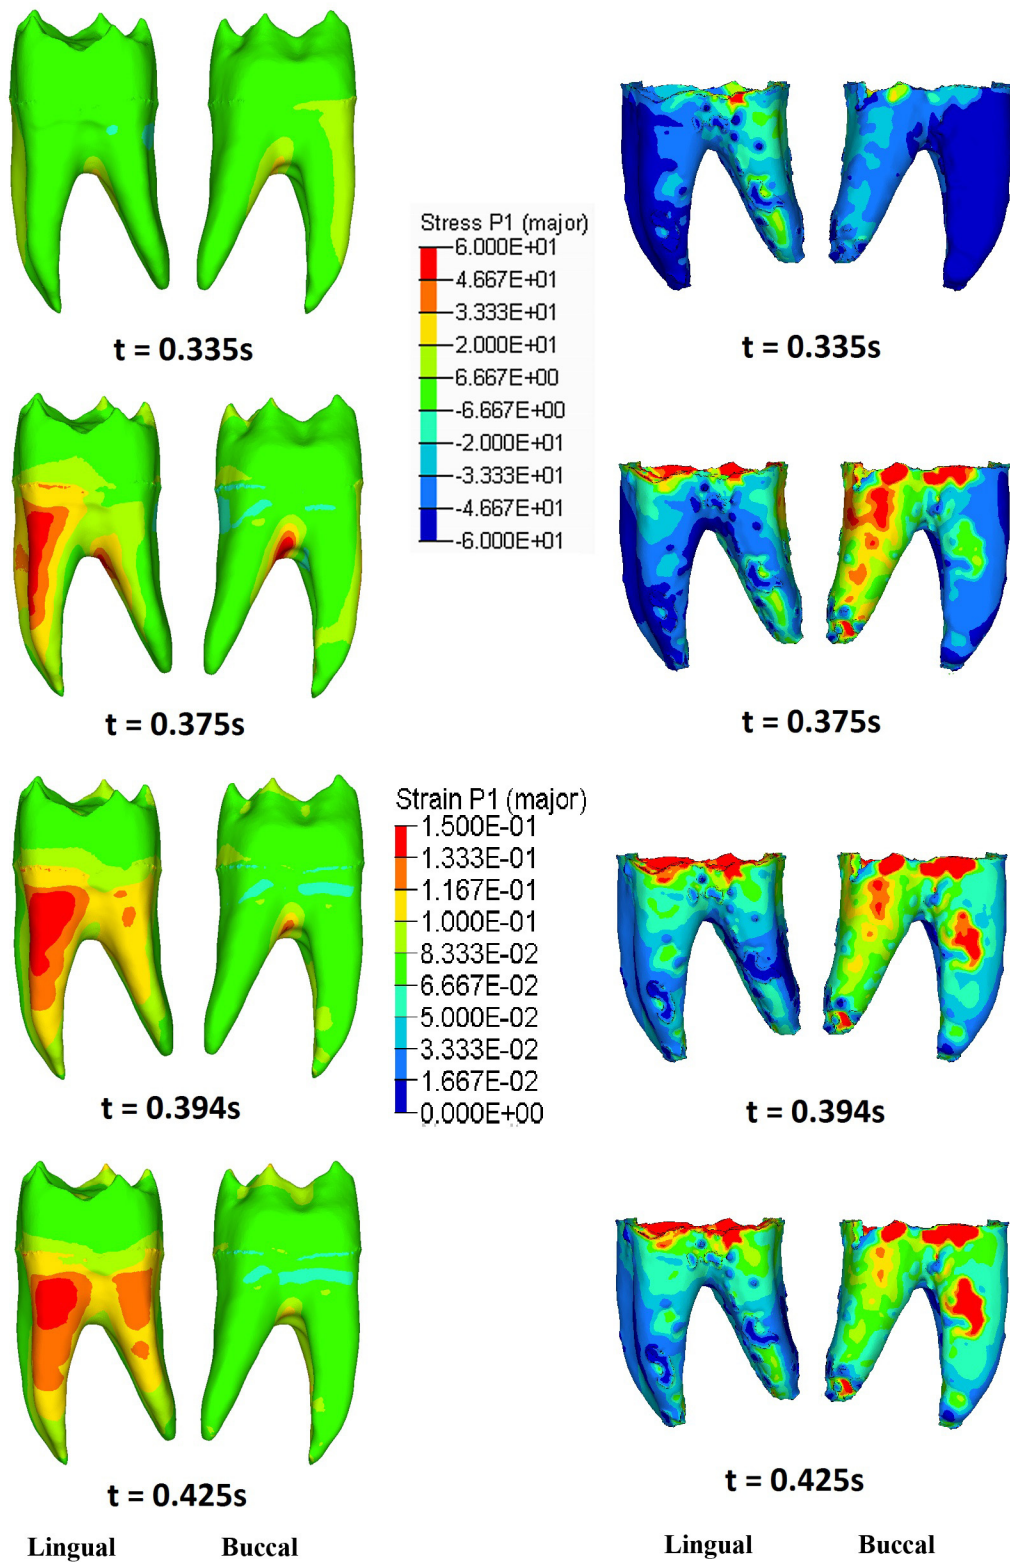 Stress P1 (major)
6.000E+01
4.667E+01
3.333E+01
2.000E+01
6.667E+00
-6.667E+00
-2.000E+01
-3.333E+01
-4.667E+01
-6.000E+01
t = 0.335s
t = 0.335s
t = 0.375s
t = 0.375s
Strain P1 (major)
1.500E-01
1.333E-01
1.167E-01
1.000E-01
8.333E-02
6.667E-02
5.000E-02
3.333E-02
1.667E-02
0.000E+00
t = 0.394s
t = 0.394s
t = 0.425s
t = 0.425s
Lingual Buccal Lingual Buccal